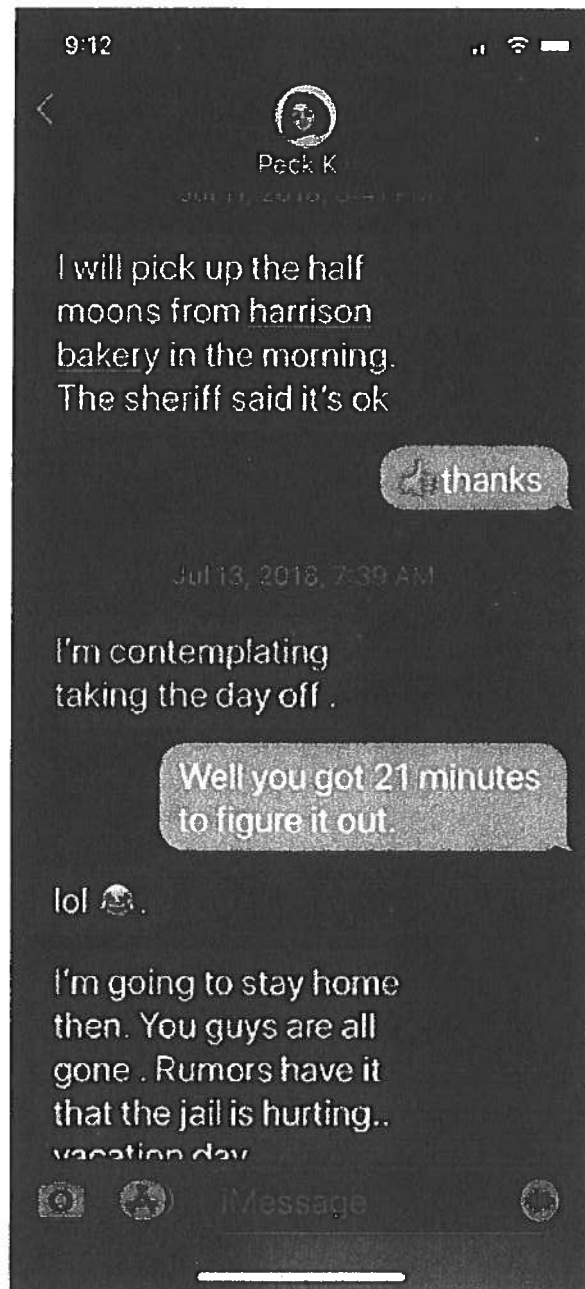 9:12
Peck K
I will pick up the half
moons from harrison
bakery in the morning.
The sheriff said it's ok
👍thanks
Jul 13, 2018, 7:39 AM
I'm contemplating
taking the day off .
Well you got 21 minutes
to figure it out.
lol 😂.
I'm going to stay home
then. You guys are all
gone . Rumors have it
that the jail is hurting..
vacation day
iMessage